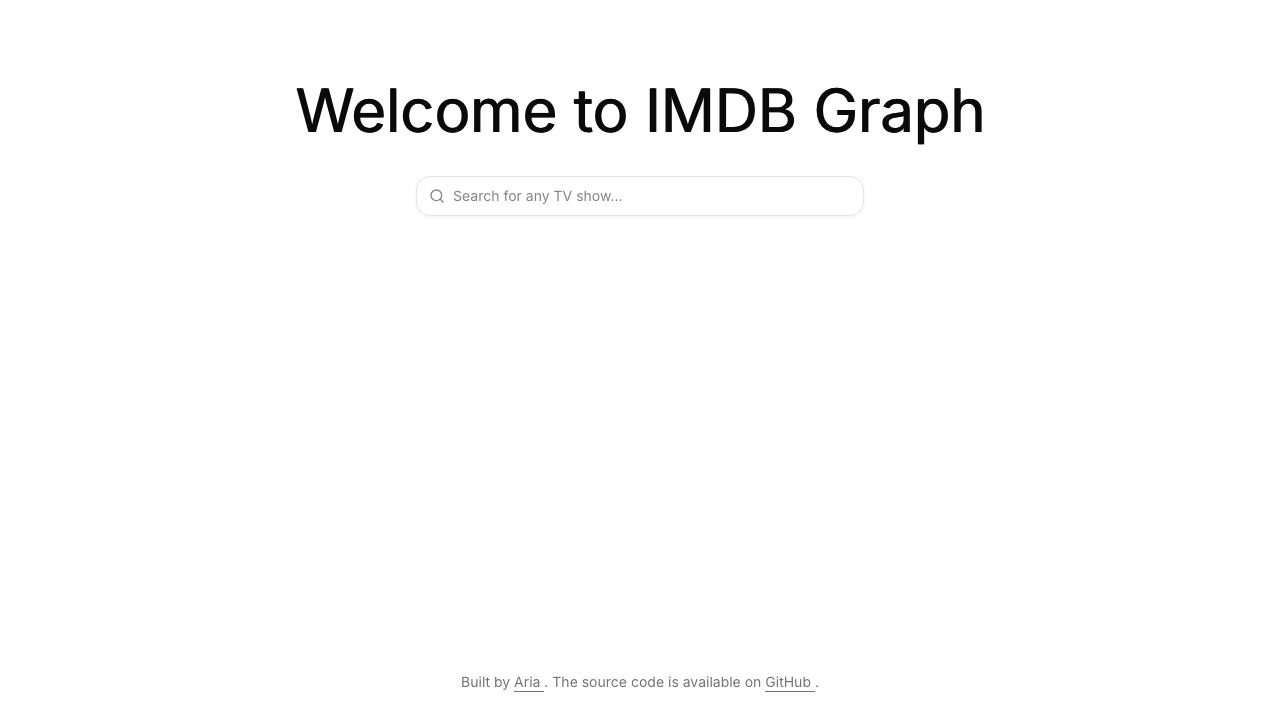 Welcome to IMDB Graph
Search for any TV show...
Built by Aria . The source code is available on GitHub .